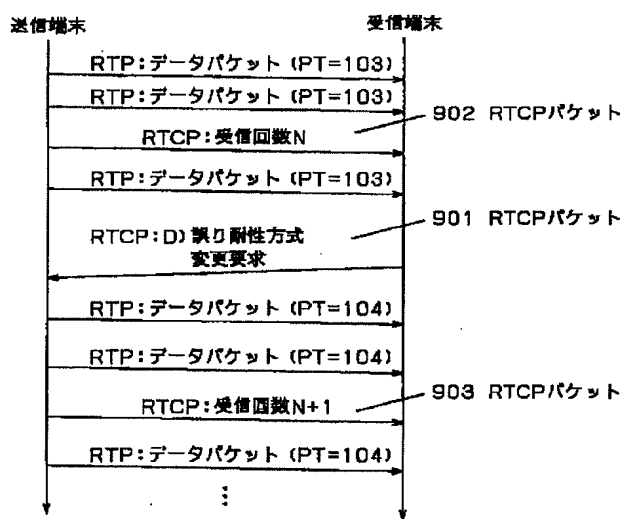 送信端末
受信端末
RTP:データパケット (PT=103)
RTP:データパケット (PT=103)
902 RTCPパケット
RTCP:受信回数N
RTP:データパケット (PT=103)
901 RTCPパケット
RTCP:D) 誤り耐性方式
変更要求
RTP:データパケット (PT=104)
RTP:データパケット (PT=104)
903 RTCPパケット
RTCP:受信回数N+1
RTP:データパケット (PT=104)
⋮